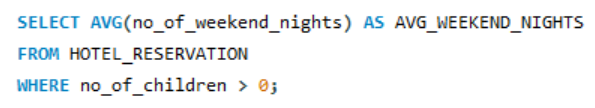 SELECT AVG(no_of_weekend_nights) AS AVG_WEEKEND_NIGHTS
FROM HOTEL_RESERVATION
WHERE no_of_children > 0;